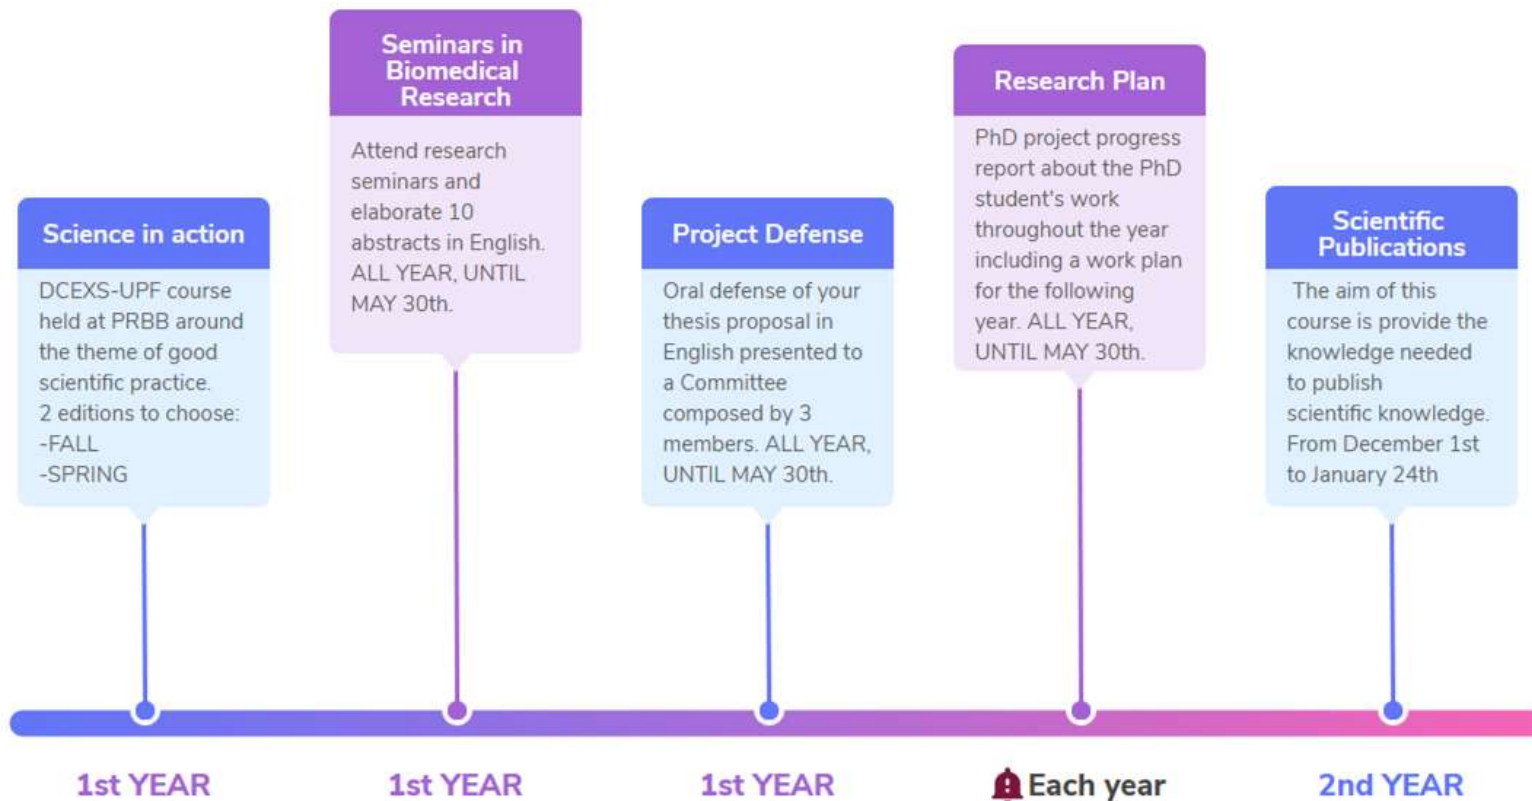 Science in action
DCEXS-UPF course
held at PRBB around
the theme of good
scientific practice.
2 editions to choose:
-FALL
-SPRING
1st YEAR
Seminars in
Biomedical
Research
Attend research
seminars and
elaborate 10
abstracts in English.
ALL YEAR, UNTIL
MAY 30th.
1st YEAR
Project Defense
Oral defense of your
thesis proposal in
English presented to
a Committee
composed by 3
members. ALL YEAR,
UNTIL MAY 30th.
1st YEAR
Research Plan
PhD project progress
report about the PhD
student's work
throughout the year
including a work plan
for the following
year. ALL YEAR,
UNTIL MAY 30th.
Each year
Scientific
Publications
The aim of this
course is provide the
knowledge needed
to publish
scientific knowledge.
From December 1st
to January 24th
2nd YEAR